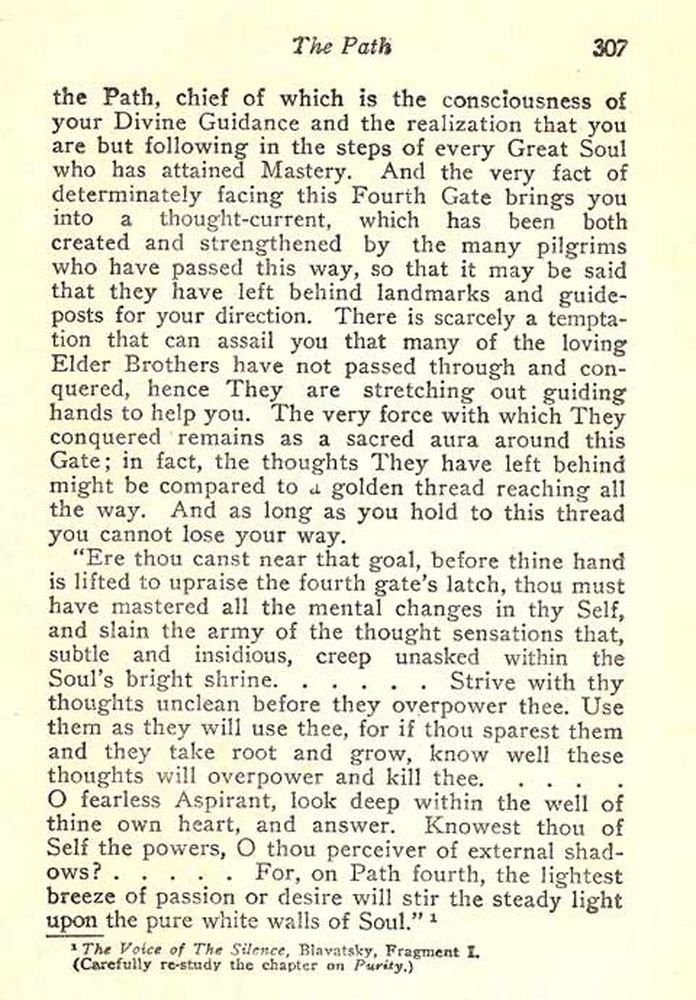 The Path 307
the Path, chief of which is the consciousness of
your Divine Guidance and the realization that you
are but following in the steps of every Great Soul
who has attained Mastery. And the very fact of
determinately facing this Fourth Gate brings you
into a thought-current, which has been both
created and strengthened by the many pilgrims
who have passed this way, so that it may be said
that they have left behind landmarks and guide-
posts for your direction. There is scarcely a tempta-
tion that can assail you that many of the loving
Elder Brothers have not passed through and con-
quered, hence They are stretching out guiding
hands to help you. The very force with which They
conquered remains as a sacred aura around this
Gate; in fact, the thoughts They have left behind
might be compared to a golden thread reaching all
the way. And as long as you hold to this thread
you cannot lose your way.
"Ere thou canst near that goal, before thine hand
is lifted to upraise the fourth gate's latch, thou must
have mastered all the mental changes in thy Self,
and slain the army of the thought sensations that,
subtle and insidious, creep unasked within the
Soul's bright shrine. . . . . . . Strive with thy
thoughts unclean before they overpower thee. Use
them as they will use thee, for if thou sparest them
and they take root and grow, know well these
thoughts will overpower and kill thee. . . . .
O fearless Aspirant, look deep within the well of
thine own heart, and answer. Knowest thou of
Self the powers, O thou perceiver of external shad-
ows? . . . . . For, on Path fourth, the lightest
breeze of passion or desire will stir the steady light
upon the pure white walls of Soul." ¹
¹ The Voice of The Silence, Blavatsky, Fragment I.
(Carefully re-study the chapter on Purity.)